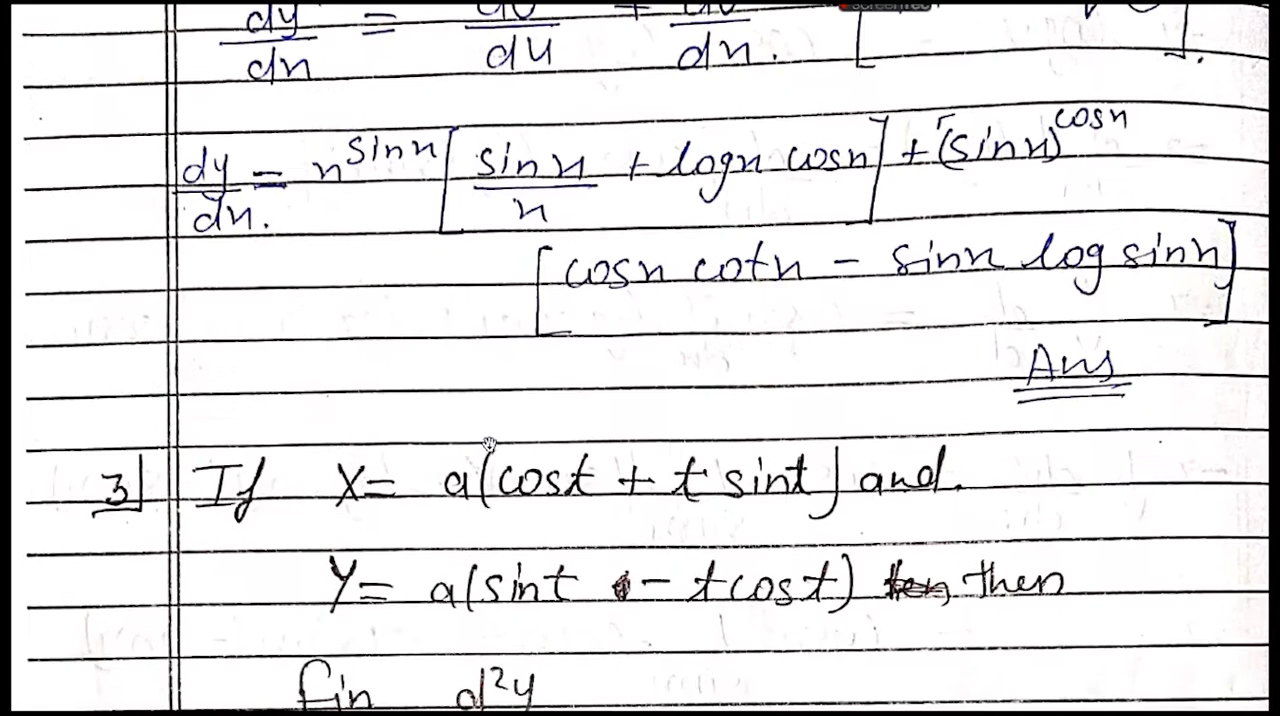 dy/dx = dv/du + dv/dx.
dy/dx. = x^sinx [sinx/x + logx cosx] + (sinx)^cosx
[cosx cotx - sinx log sinx]
Ans
3] If x = a(cost + t sint) and.
y = a(sint - tcost) then
fin d²y